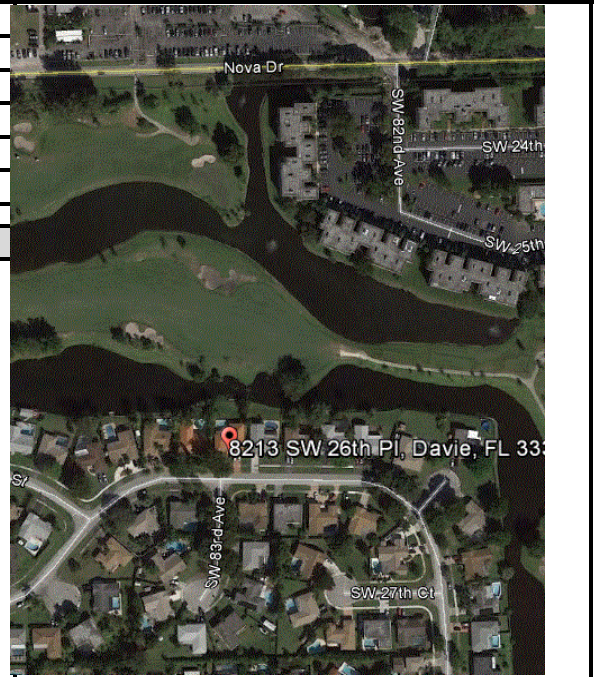 Nova Dr
SW 82nd Ave
SW 24th
SW 25th
8213 SW 26th Pl, Davie, FL 333
St
SW 83rd Ave
SW 27th Ct